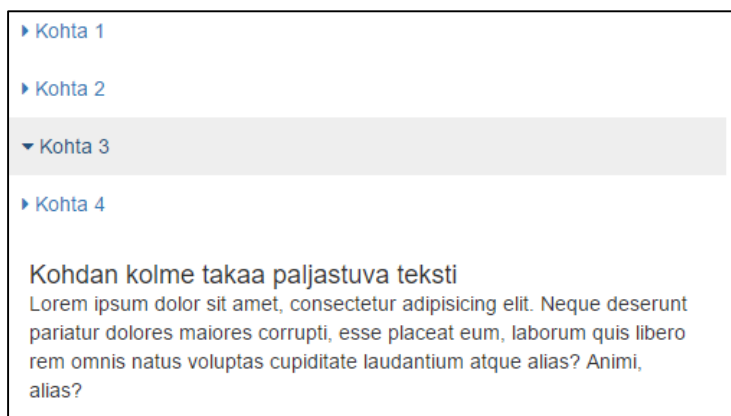 Kohta 1
Kohta 2
Kohta 3
Kohta 4
Kohdan kolme takaa paljastuva teksti
Lorem ipsum dolor sit amet, consectetur adipisicing elit. Neque deserunt
pariatur dolores maiores corrupti, esse placeat eum, laborum quis libero
rem omnis natus voluptas cupiditate laudantium atque alias? Animi,
alias?